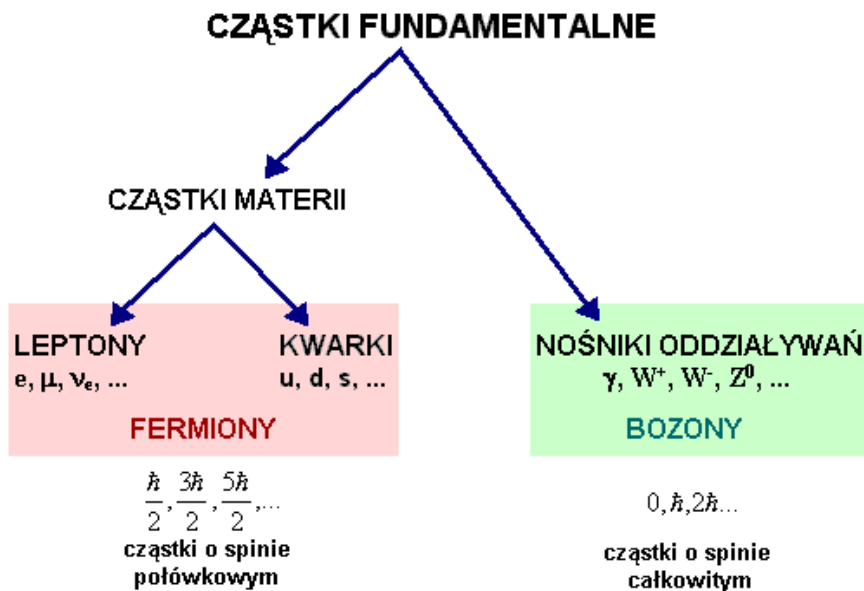 CZĄSTKI FUNDAMENTALNE
CZĄSTKI MATERII
LEPTONY
e, μ, νₑ, ...
KWARKI
u, d, s, ...
FERMIONY
NOŚNIKI ODDZIAŁYWAŃ
γ, W⁺, W⁻, Z⁰, ...
BOZONY
ℏ/2, 3ℏ/2, 5ℏ/2, ...
cząstki o spinie
połówkowym
0, ℏ, 2ℏ...
cząstki o spinie
całkowitym